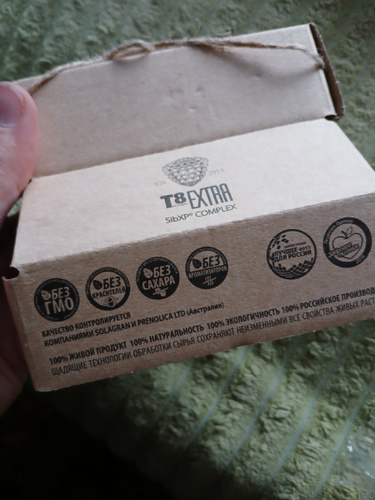 T8 EXTRA
SibXP® COMPLEX
БЕЗ ГМО
БЕЗ КРАСИТЕЛЕЙ
БЕЗ САХАРА
БЕЗ АРОМАТИЗАТОРОВ
ЛУЧШЕЕ
ДЛЯ РОССИИ
КАЧЕСТВО КОНТРОЛИРУЕТСЯ
КОМПАНИЯМИ SOLAGRAN И PRENOLICA LTD (Австралия)
100% ЖИВОЙ ПРОДУКТ 100% НАТУРАЛЬНОСТЬ 100% ЭКОЛОГИЧНОСТЬ 100% РОССИЙСКОЕ ПРОИЗВОД
ЩАДЯЩИЕ ТЕХНОЛОГИИ ОБРАБОТКИ СЫРЬЯ СОХРАНЯЮТ НЕИЗМЕННЫМИ ВСЕ СВОЙСТВА ЖИВЫХ РАСТ